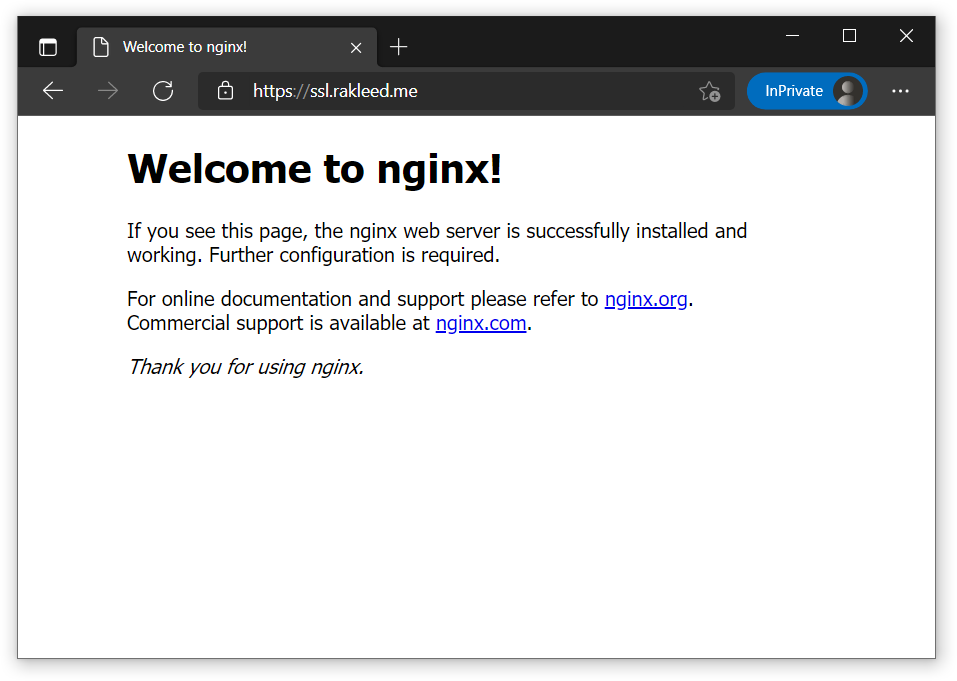 Welcome to nginx!
https://ssl.rakleed.me
InPrivate
Welcome to nginx!
If you see this page, the nginx web server is successfully installed and
working. Further configuration is required.
For online documentation and support please refer to nginx.org.
Commercial support is available at nginx.com.
Thank you for using nginx.